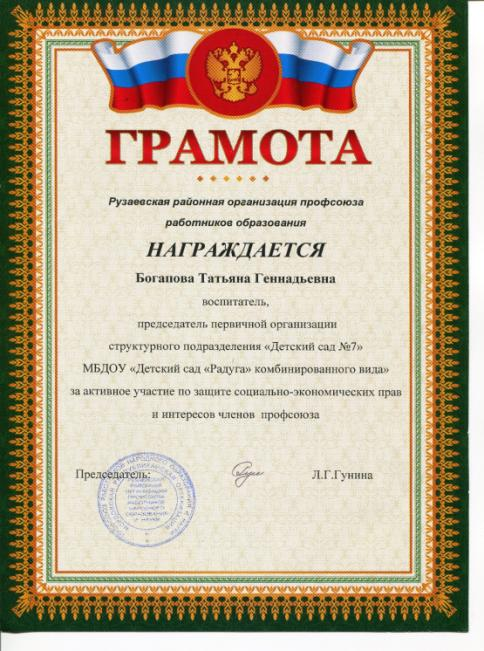 ГРАМОТА
Рузаевская районная организация профсоюза
работников образования
НАГРАЖДАЕТСЯ
Богапова Татьяна Геннадьевна
воспитатель,
председатель первичной организации
структурного подразделения «Детский сад №7»
МБДОУ «Детский сад «Радуга» комбинированного вида»
за активное участие по защите социально-экономических прав
и интересов членов профсоюза
Председатель:
Л.Г.Гунина